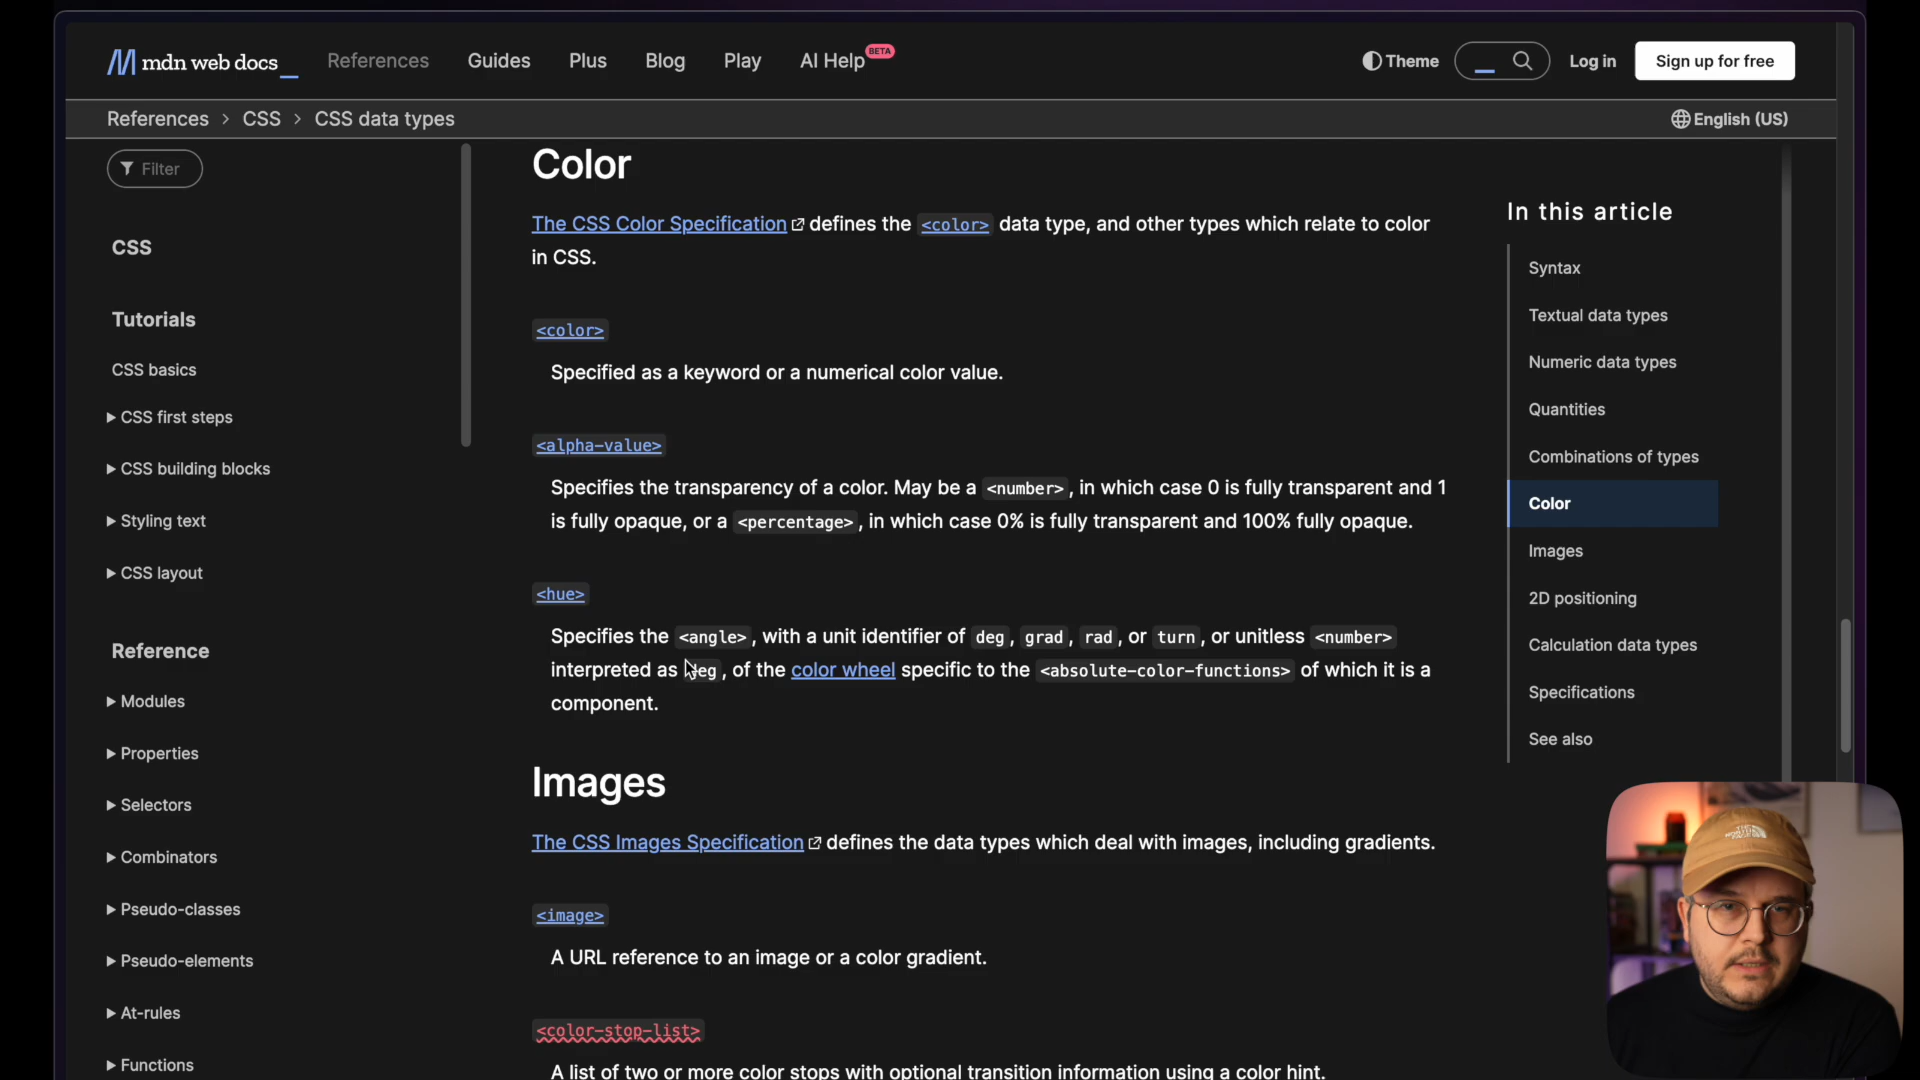 mdn web docs_
References
Guides
Plus
Blog
Play
AI Help BETA
Theme
Log in
Sign up for free
References > CSS > CSS data types
English (US)
Filter
CSS
Tutorials
CSS basics
CSS first steps
CSS building blocks
Styling text
CSS layout
Reference
Modules
Properties
Selectors
Combinators
Pseudo-classes
Pseudo-elements
At-rules
Functions
Color
The CSS Color Specification defines the <color> data type, and other types which relate to color
in CSS.
<color>
Specified as a keyword or a numerical color value.
<alpha-value>
Specifies the transparency of a color. May be a <number>, in which case 0 is fully transparent and 1
is fully opaque, or a <percentage>, in which case 0% is fully transparent and 100% fully opaque.
<hue>
Specifies the <angle>, with a unit identifier of deg, grad, rad, or turn, or unitless <number>
interpreted as deg, of the color wheel specific to the <absolute-color-functions> of which it is a
component.
Images
The CSS Images Specification defines the data types which deal with images, including gradients.
<image>
A URL reference to an image or a color gradient.
<color-stop-list>
A list of two or more color stops with optional transition information using a color hint.
In this article
Syntax
Textual data types
Numeric data types
Quantities
Combinations of types
Color
Images
2D positioning
Calculation data types
Specifications
See also
THE
NORTH
FACE